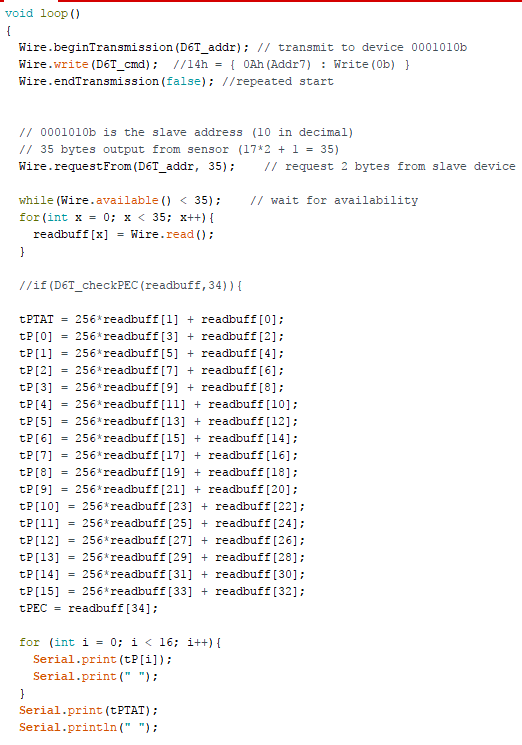 void loop()
{
  Wire.beginTransmission(D6T_addr); // transmit to device 0001010b
  Wire.write(D6T_cmd);  //14h = { 0Ah(Addr7) : Write(0b) }
  Wire.endTransmission(false); //repeated start
  // 0001010b is the slave address (10 in decimal)
  // 35 bytes output from sensor (17*2 + 1 = 35)
  Wire.requestFrom(D6T_addr, 35);    // request 2 bytes from slave device
  while(Wire.available() < 35);    // wait for availability
  for(int x = 0; x < 35; x++){
    readbuff[x] = Wire.read();
  }
  //if(D6T_checkPEC(readbuff,34)){
  tPTAT = 256*readbuff[1] + readbuff[0];
  tP[0] = 256*readbuff[3] + readbuff[2];
  tP[1] = 256*readbuff[5] + readbuff[4];
  tP[2] = 256*readbuff[7] + readbuff[6];
  tP[3] = 256*readbuff[9] + readbuff[8];
  tP[4] = 256*readbuff[11] + readbuff[10];
  tP[5] = 256*readbuff[13] + readbuff[12];
  tP[6] = 256*readbuff[15] + readbuff[14];
  tP[7] = 256*readbuff[17] + readbuff[16];
  tP[8] = 256*readbuff[19] + readbuff[18];
  tP[9] = 256*readbuff[21] + readbuff[20];
  tP[10] = 256*readbuff[23] + readbuff[22];
  tP[11] = 256*readbuff[25] + readbuff[24];
  tP[12] = 256*readbuff[27] + readbuff[26];
  tP[13] = 256*readbuff[29] + readbuff[28];
  tP[14] = 256*readbuff[31] + readbuff[30];
  tP[15] = 256*readbuff[33] + readbuff[32];
  tPEC = readbuff[34];
  for (int i = 0; i < 16; i++){
    Serial.print(tP[i]);
    Serial.print(" ");
  }
  Serial.print(tPTAT);
  Serial.println(" ");